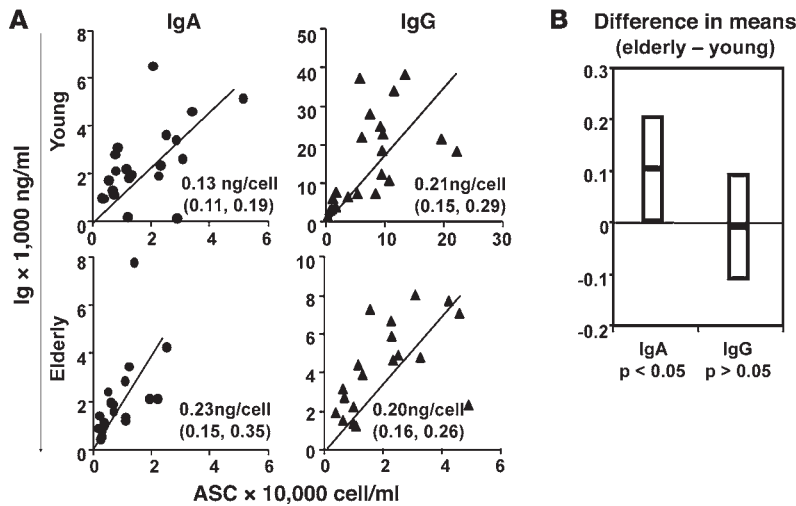 A
IgA
IgG
Ig × 1,000 ng/ml
Young
8
6
4
2
0
0.13 ng/cell
(0.11, 0.19)
0
2
4
6
50
40
30
20
10
0
0.21ng/cell
(0.15, 0.29)
0
10
20
30
Elderly
8
6
4
2
0
0.23ng/cell
(0.15, 0.35)
0
2
4
6
10
8
6
4
2
0
0.20ng/cell
(0.16, 0.26)
0
2
4
6
ASC × 10,000 cell/ml
B
Difference in means
(elderly – young)
0.3
0.2
0.1
0
-0.1
-0.2
IgA
p < 0.05
IgG
p > 0.05